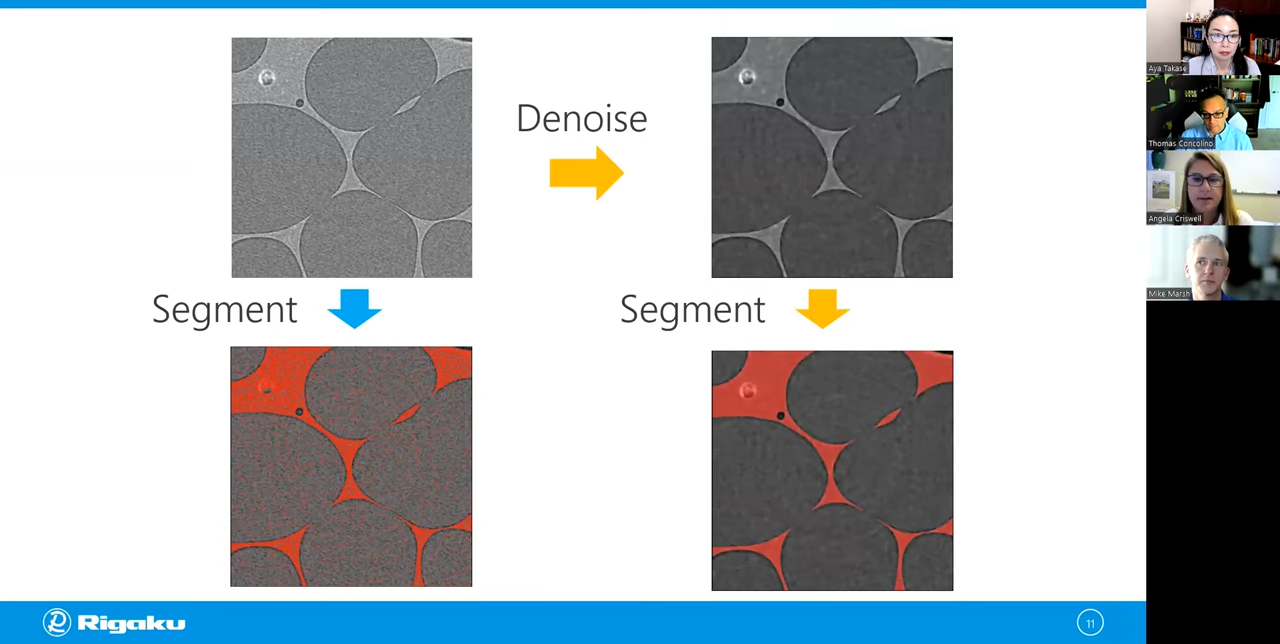 Denoise
Segment
Segment
Rigaku
11
Aya Takase
Thomas Concolino
Angela Criswell
Mike Marsh